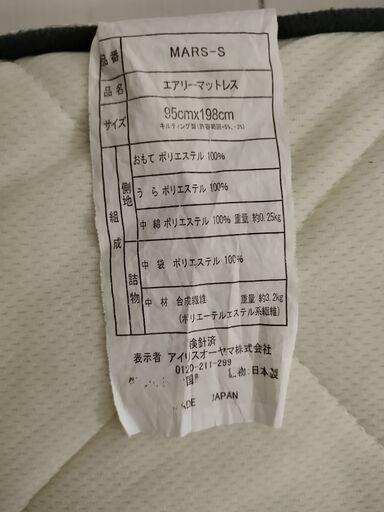 品番 MARS-S
品名 エアリーマットレス
サイズ 95cmx198cm
キルティング製(許容範囲+5%、-3%)
組成
側地
おもて ポリエステル 100%
うら ポリエステル 100%
中 綿 ポリエステル 100% 重量 約0.25kg
詰物
中 袋 ポリエステル 100%
中 材 合成繊維 重量 約3.2kg
(ポリエーテルエステル系繊維)
検針済
表示者 アイリスオーヤマ株式会社
0120-211-299
国 物:日本製
DE JAPAN